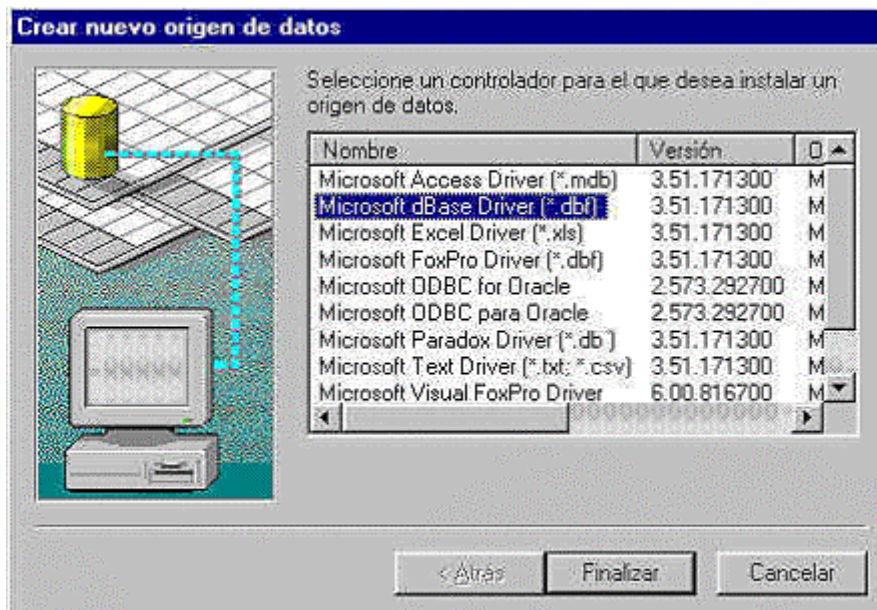 Crear nuevo origen de datos
Seleccione un controlador para el que desea instalar un
origen de datos.
Nombre Versión
Microsoft Access Driver (*.mdb) 3.51.171300 M
Microsoft dBase Driver (*.dbf) 3.51.171300 M
Microsoft Excel Driver (*.xls) 3.51.171300 M
Microsoft FoxPro Driver (*.dbf) 3.51.171300 M
Microsoft ODBC for Oracle 2.573.292700 M
Microsoft ODBC para Oracle 2.573.292700 M
Microsoft Paradox Driver (*.db ) 3.51.171300 M
Microsoft Text Driver (*.txt; *.csv) 3.51.171300 M
Microsoft Visual FoxPro Driver 6.00.816700 M
< Atrás Finalizar Cancelar